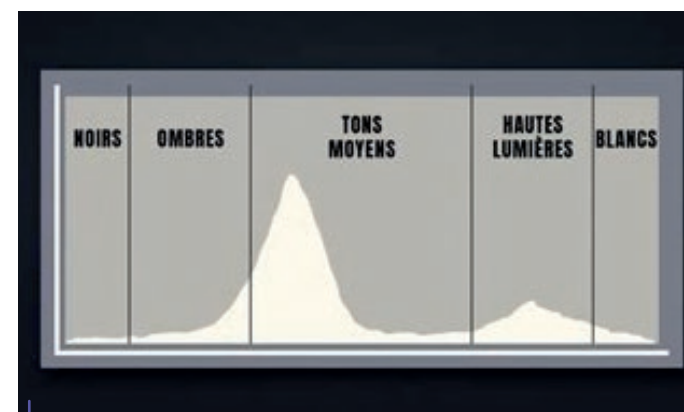 NOIRS
OMBRES
TONS
MOYENS
HAUTES
LUMIÈRES
BLANCS